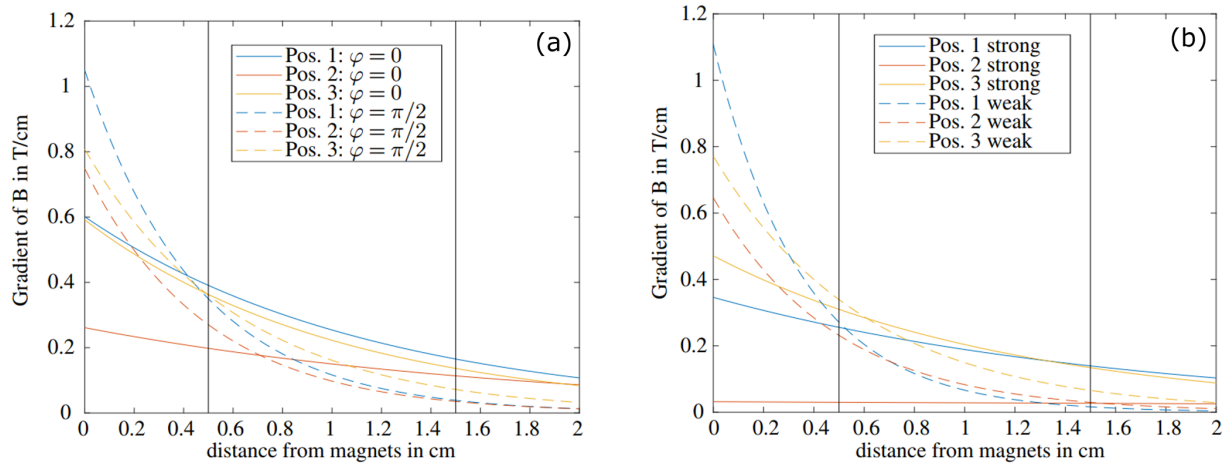 (a)
1.2
1
0.8
0.6
0.4
0.2
0
Gradient of B in T/cm
Pos. 1: φ = 0
Pos. 2: φ = 0
Pos. 3: φ = 0
Pos. 1: φ = π/2
Pos. 2: φ = π/2
Pos. 3: φ = π/2
0 0.2 0.4 0.6 0.8 1 1.2 1.4 1.6 1.8 2
distance from magnets in cm
(b)
1.2
1
0.8
0.6
0.4
0.2
0
Gradient of B in T/cm
Pos. 1 strong
Pos. 2 strong
Pos. 3 strong
Pos. 1 weak
Pos. 2 weak
Pos. 3 weak
0 0.2 0.4 0.6 0.8 1 1.2 1.4 1.6 1.8 2
distance from magnets in cm